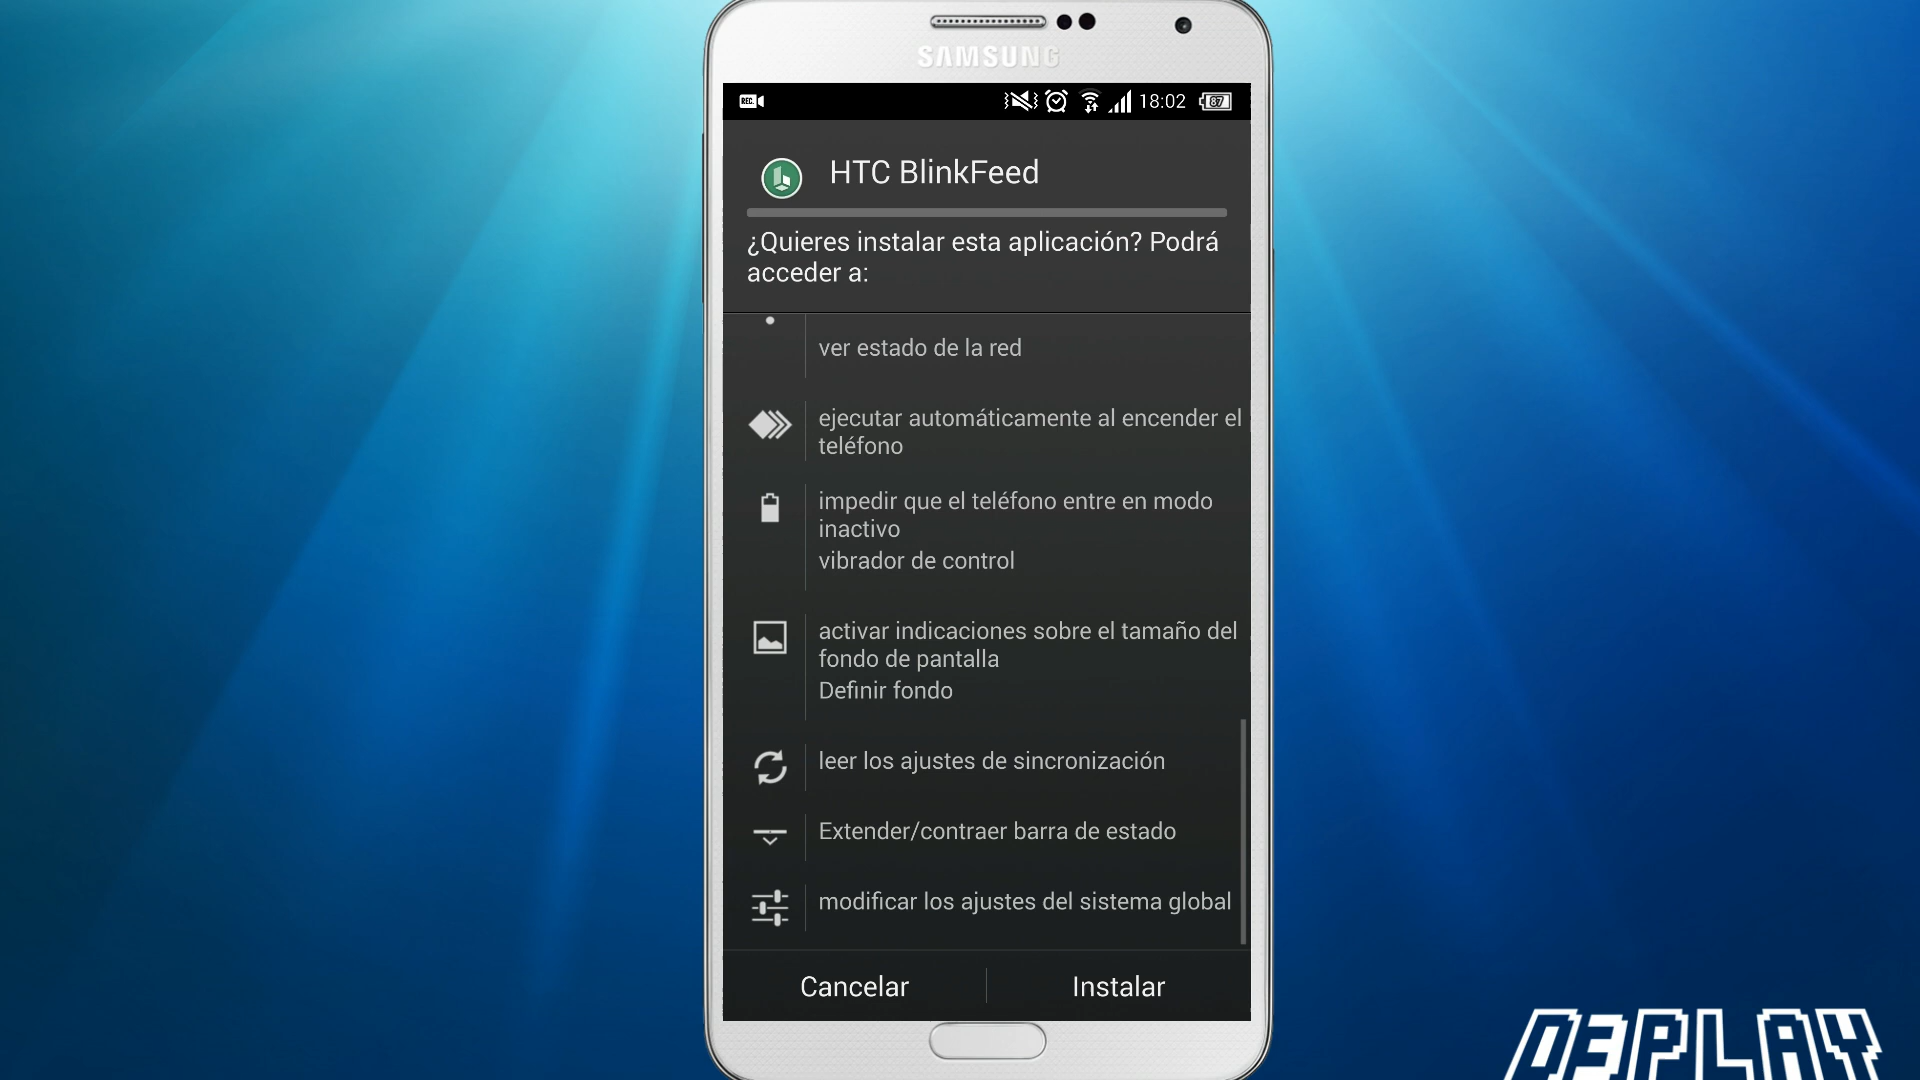 SAMSUNG
REC.
18:02
87
HTC BlinkFeed
¿Quieres instalar esta aplicación? Podrá
acceder a:
ver estado de la red
ejecutar automáticamente al encender el
teléfono
impedir que el teléfono entre en modo
inactivo
vibrador de control
activar indicaciones sobre el tamaño del
fondo de pantalla
Definir fondo
leer los ajustes de sincronización
Extender/contraer barra de estado
modificar los ajustes del sistema global
Cancelar
Instalar
DEPLAY